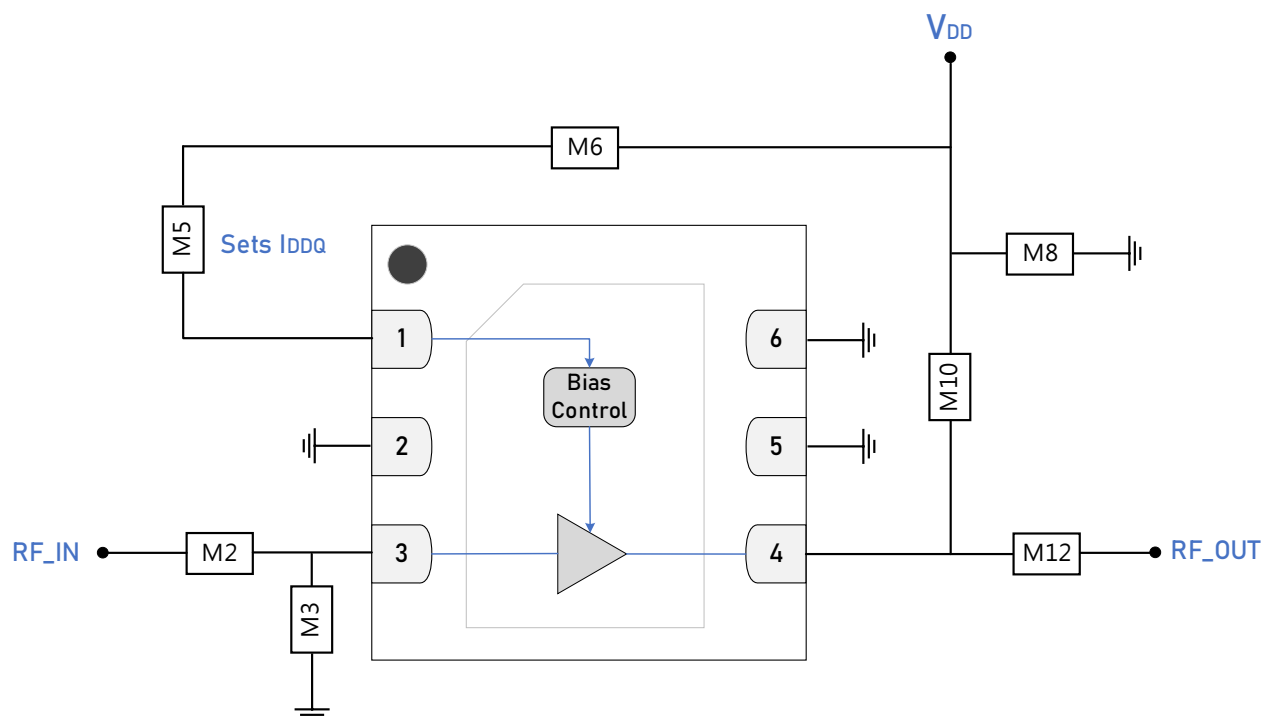 VDD
M6
M5
Sets IDDQ
M8
1
6
Bias
Control
M10
2
5
RF_IN
M2
3
4
M12
RF_OUT
M3